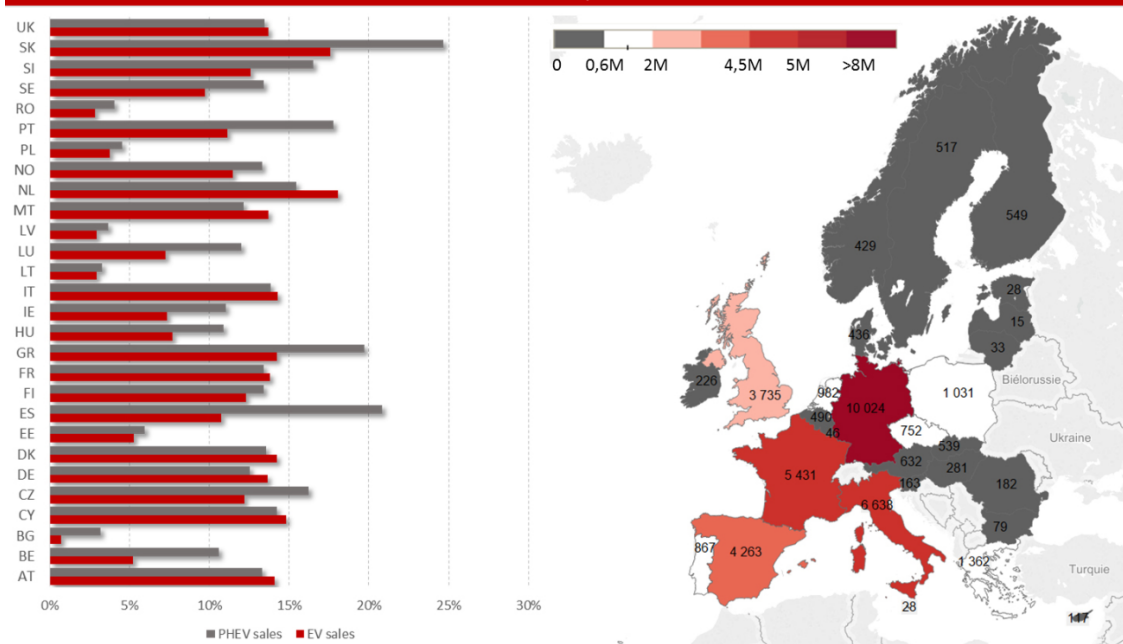 UK
SK
SI
SE
RO
PT
PL
NO
NL
MT
LV
LU
LT
IT
IE
HU
GR
FR
FI
ES
EE
DK
DE
CZ
CY
BG
BE
AT
0% 5% 10% 15% 20% 25% 30%
PHEV sales EV sales
0 0,6M 2M 4,5M 5M >8M
517
549
429
28
15
33
436
226
3 735
982
10 024
1 031
Biélorussie
490
46
752
Ukraine
539
632
281
5 431
163
182
6 638
79
867
4 263
1 362
Turquie
28
147